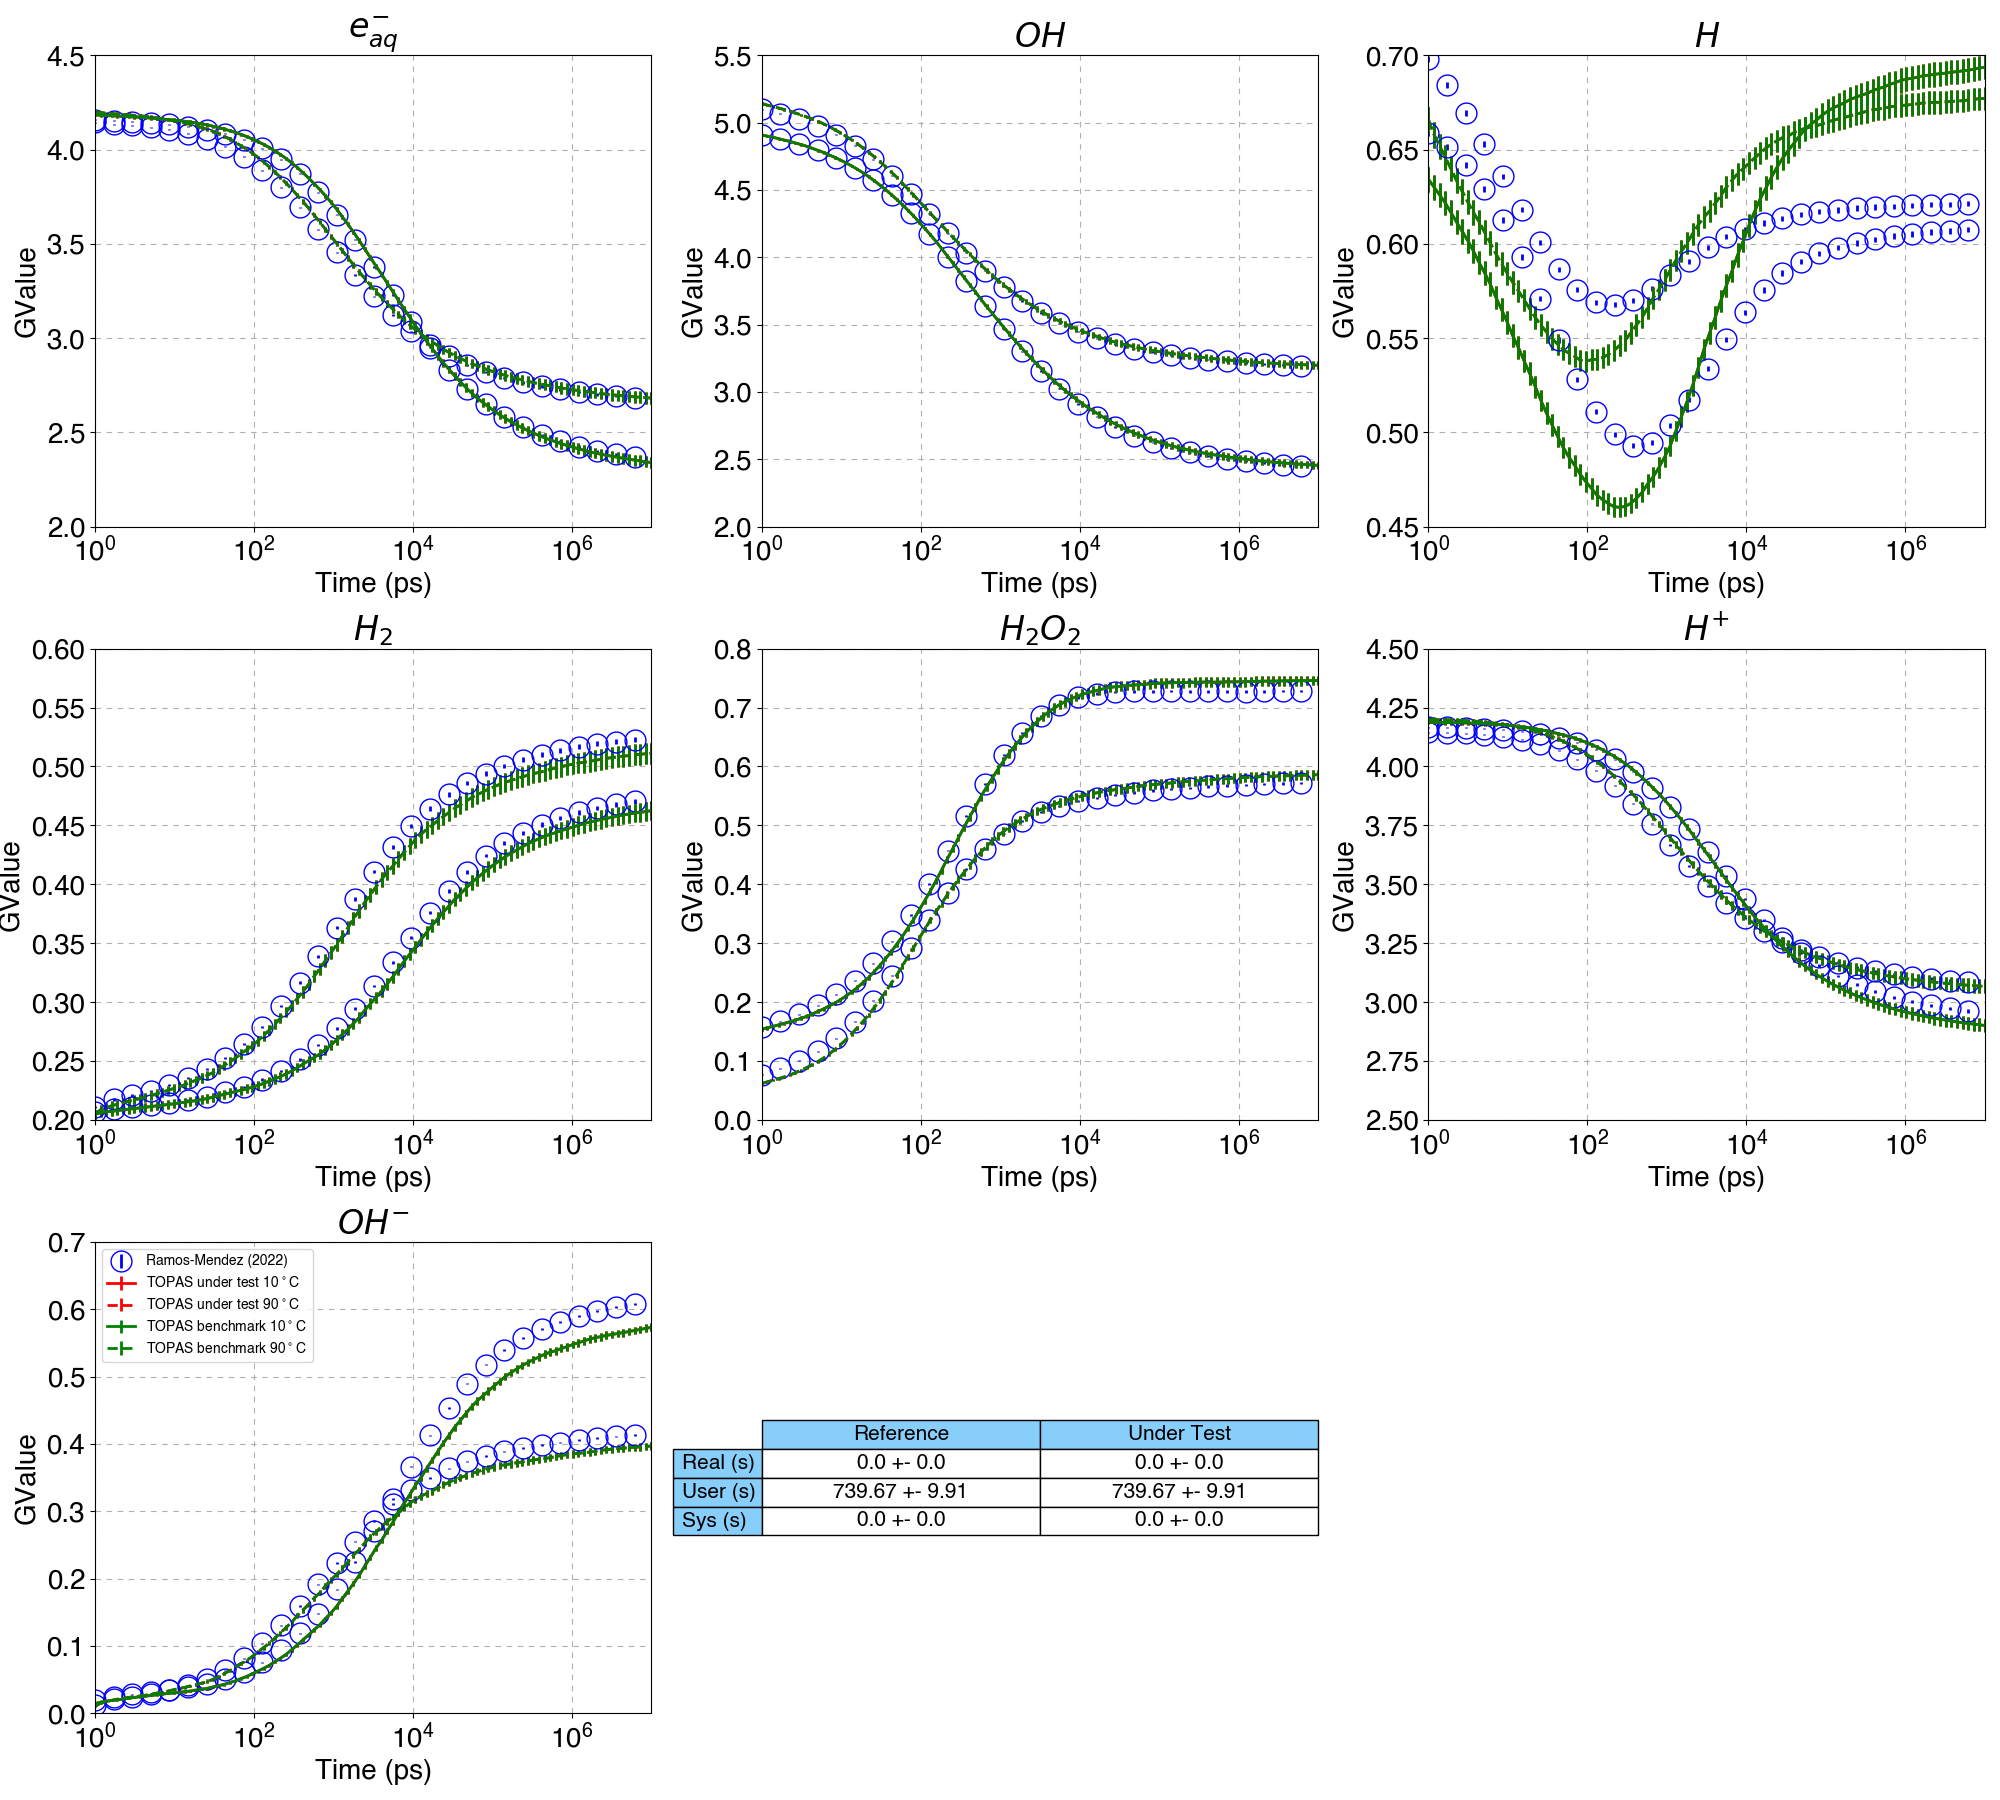 e⁻aq
GValue
4.5
4.0
3.5
3.0
2.5
2.0
10⁰ 10² 10⁴ 10⁶
Time (ps)
OH
GValue
5.5
5.0
4.5
4.0
3.5
3.0
2.5
2.0
10⁰ 10² 10⁴ 10⁶
Time (ps)
H
GValue
0.70
0.65
0.60
0.55
0.50
0.45
10⁰ 10² 10⁴ 10⁶
Time (ps)
H₂
GValue
0.60
0.55
0.50
0.45
0.40
0.35
0.30
0.25
0.20
10⁰ 10² 10⁴ 10⁶
Time (ps)
H₂O₂
GValue
0.8
0.7
0.6
0.5
0.4
0.3
0.2
0.1
0.0
10⁰ 10² 10⁴ 10⁶
Time (ps)
H⁺
GValue
4.50
4.25
4.00
3.75
3.50
3.25
3.00
2.75
2.50
10⁰ 10² 10⁴ 10⁶
Time (ps)
OH⁻
GValue
0.7
0.6
0.5
0.4
0.3
0.2
0.1
0.0
10⁰ 10² 10⁴ 10⁶
Time (ps)
Ramos-Mendez (2022)
TOPAS under test 10°C
TOPAS under test 90°C
TOPAS benchmark 10°C
TOPAS benchmark 90°C
Reference Under Test
Real (s) 0.0 +- 0.0 0.0 +- 0.0
User (s) 739.67 +- 9.91 739.67 +- 9.91
Sys (s) 0.0 +- 0.0 0.0 +- 0.0